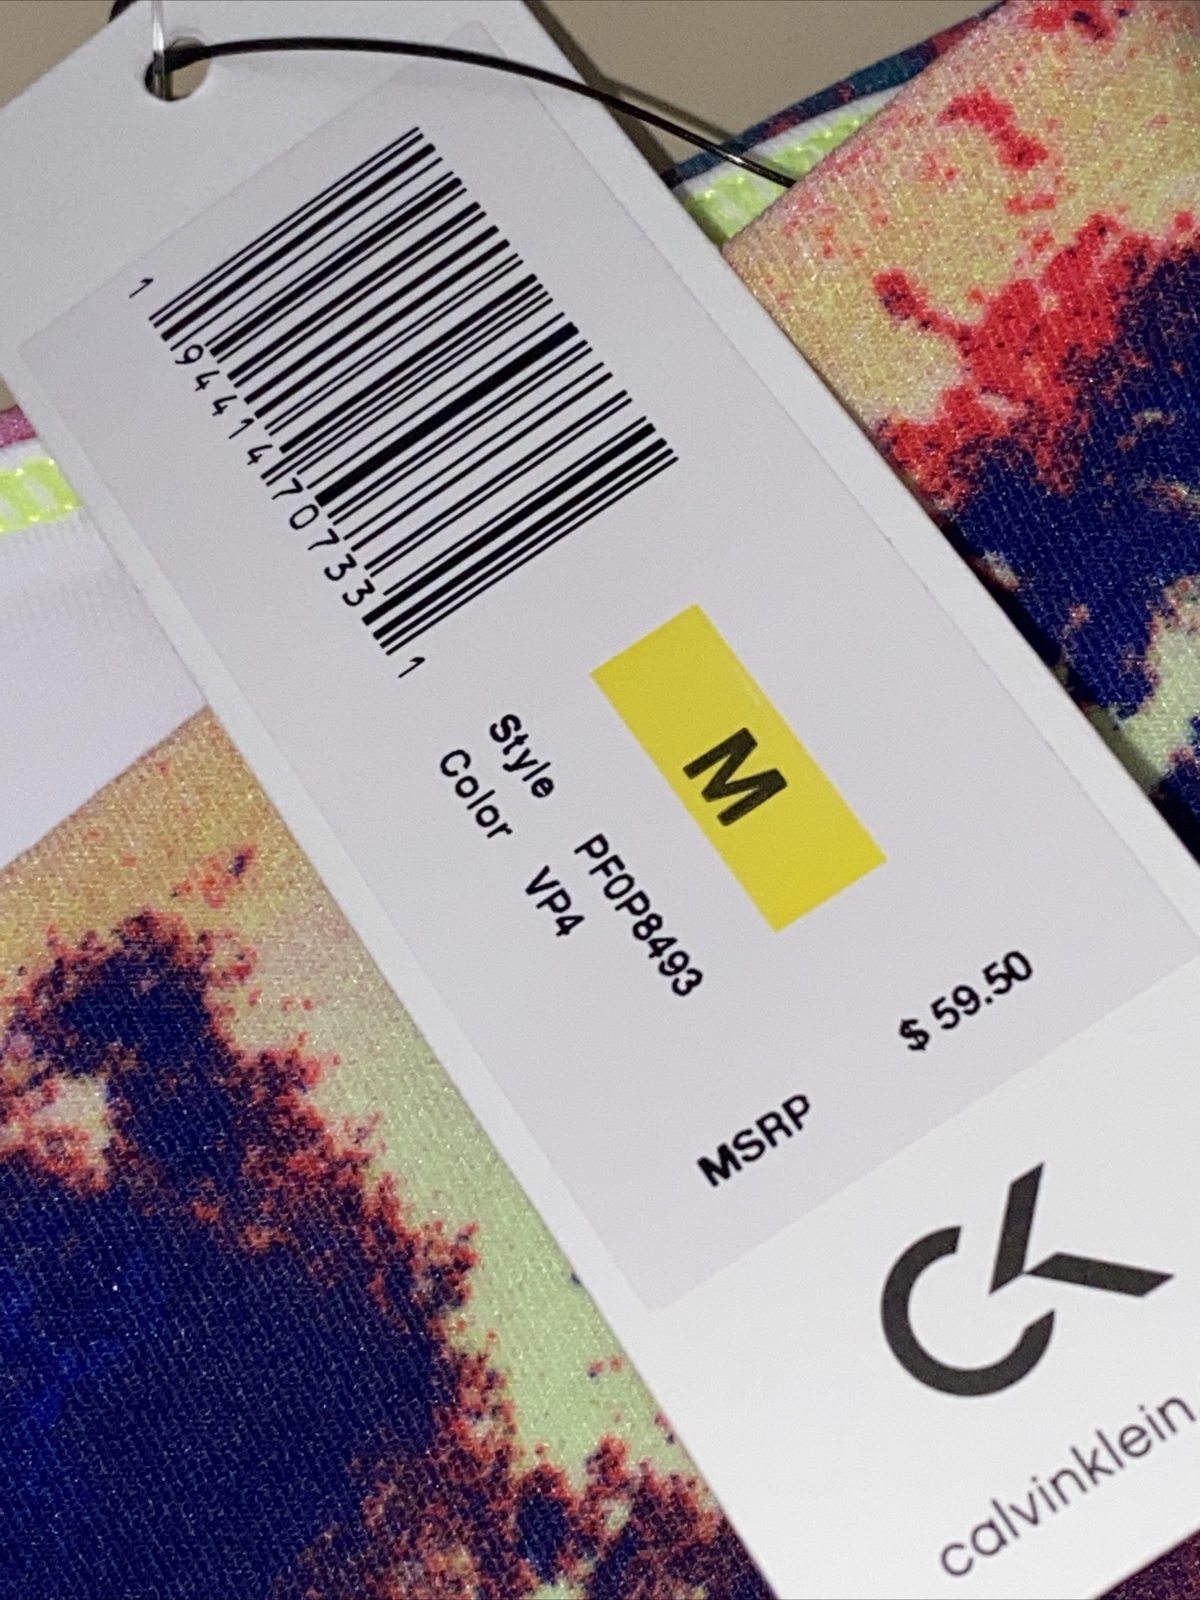 1 94414 70733 1
M
Style PF0P8493
Color VP4
$ 59.50
MSRP
CK
calvinklein.